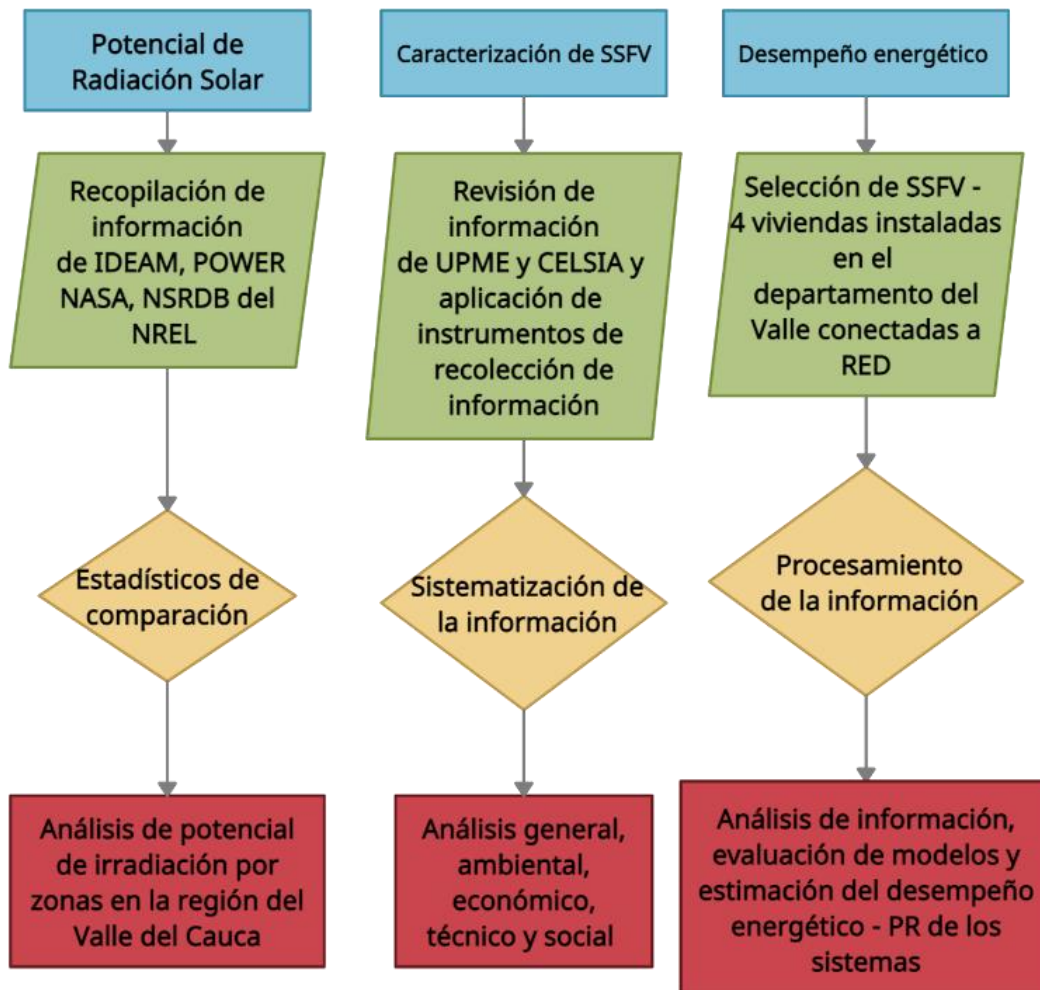 Potencial de
Radiación Solar
Recopilación de
información
de IDEAM, POWER
NASA, NSRDB del
NREL
Estadísticos de
comparación
Análisis de potencial
de irradiación por
zonas en la región del
Valle del Cauca
Caracterización de SSFV
Revisión de
información
de UPME y CELSIA y
aplicación de
instrumentos de
recolección de
información
Sistematización de
la información
Análisis general,
ambiental,
económico,
técnico y social
Desempeño energético
Selección de SSFV -
4 viviendas instaladas
en el
departamento del
Valle conectadas a
RED
Procesamiento
de la información
Análisis de información,
evaluación de modelos y
estimación del desempeño
energético - PR de los
sistemas